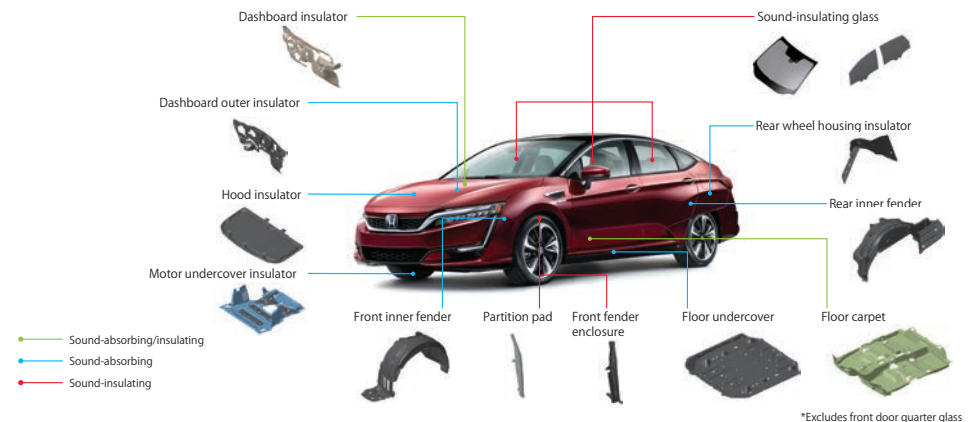 Dashboard insulator
Sound-insulating glass
Dashboard outer insulator
Rear wheel housing insulator
Hood insulator
Rear inner fender
Motor undercover insulator
Front inner fender
Partition pad
Front fender
enclosure
Floor undercover
Floor carpet
Sound-absorbing/insulating
Sound-absorbing
Sound-insulating
*Excludes front door quarter glass